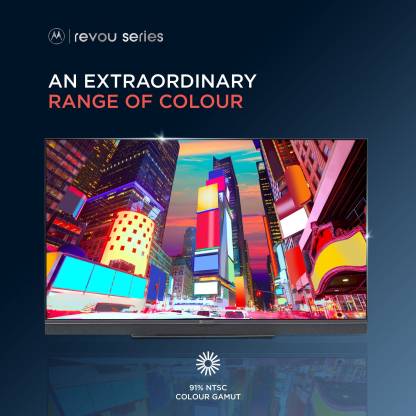 revou series
AN EXTRAORDINARY
RANGE OF COLOUR
91% NTSC
COLOUR GAMUT